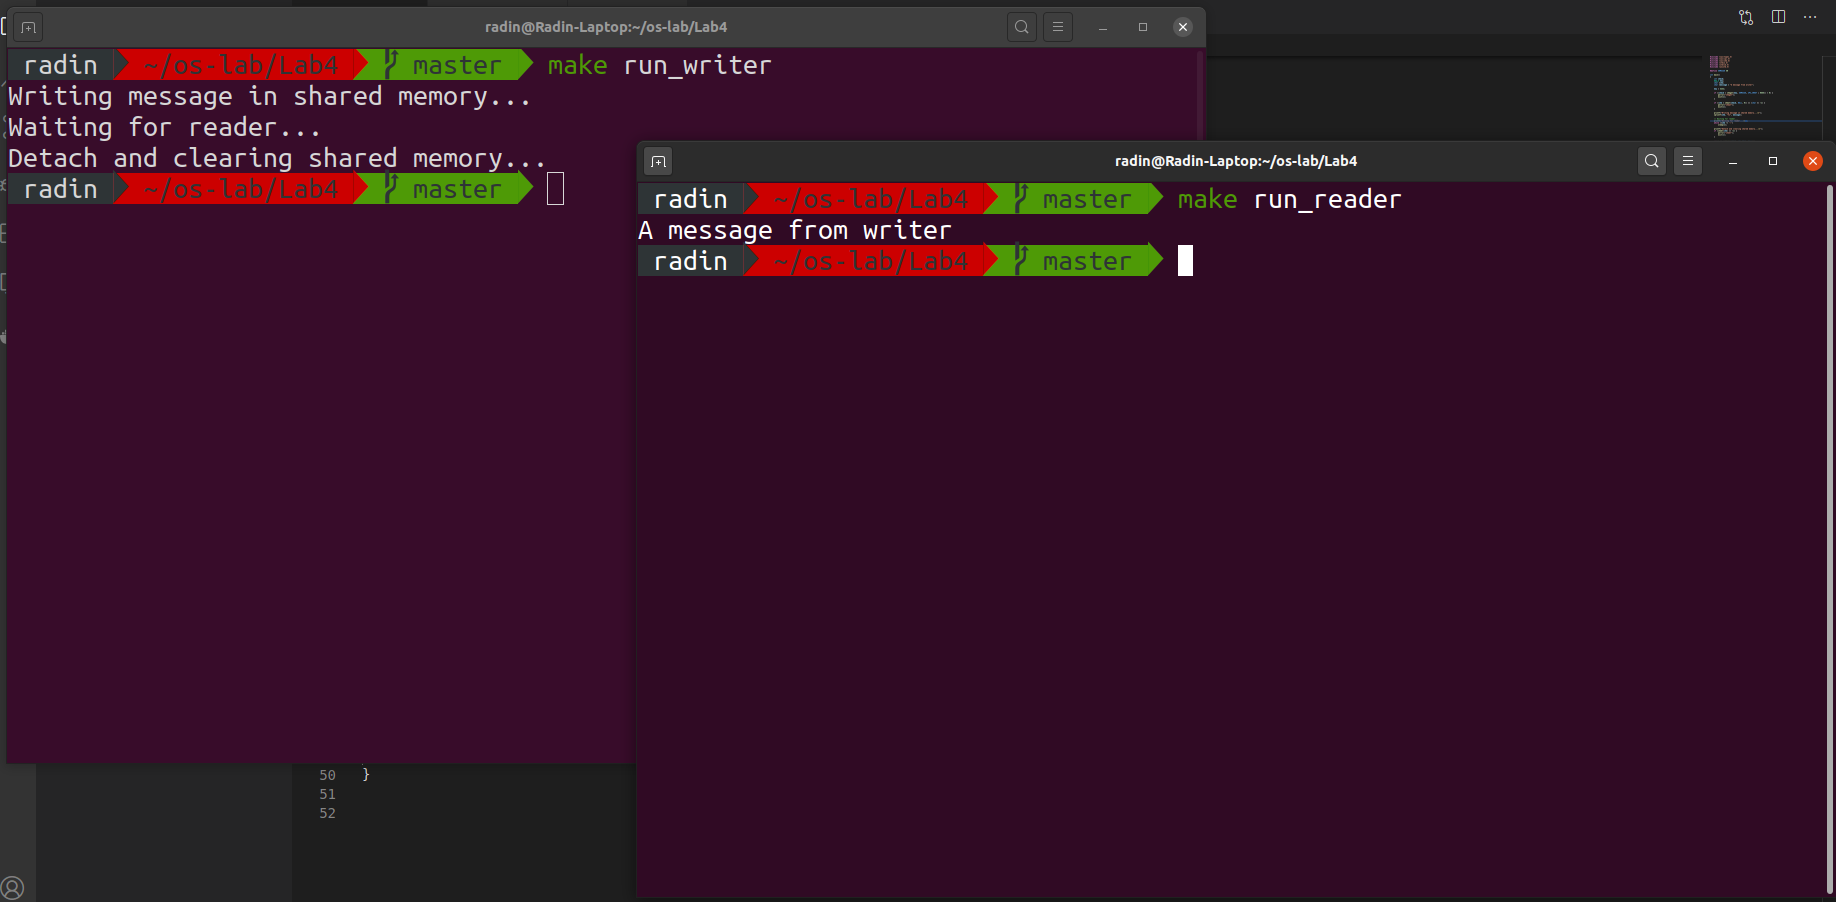 radin@Radin-Laptop:~/os-lab/Lab4
radin ~/os-lab/Lab4 master make run_writer
Writing message in shared memory...
Waiting for reader...
Detach and clearing shared memory...
radin ~/os-lab/Lab4 master
radin@Radin-Laptop:~/os-lab/Lab4
radin ~/os-lab/Lab4 master make run_reader
A message from writer
radin ~/os-lab/Lab4 master
50 }
51
52